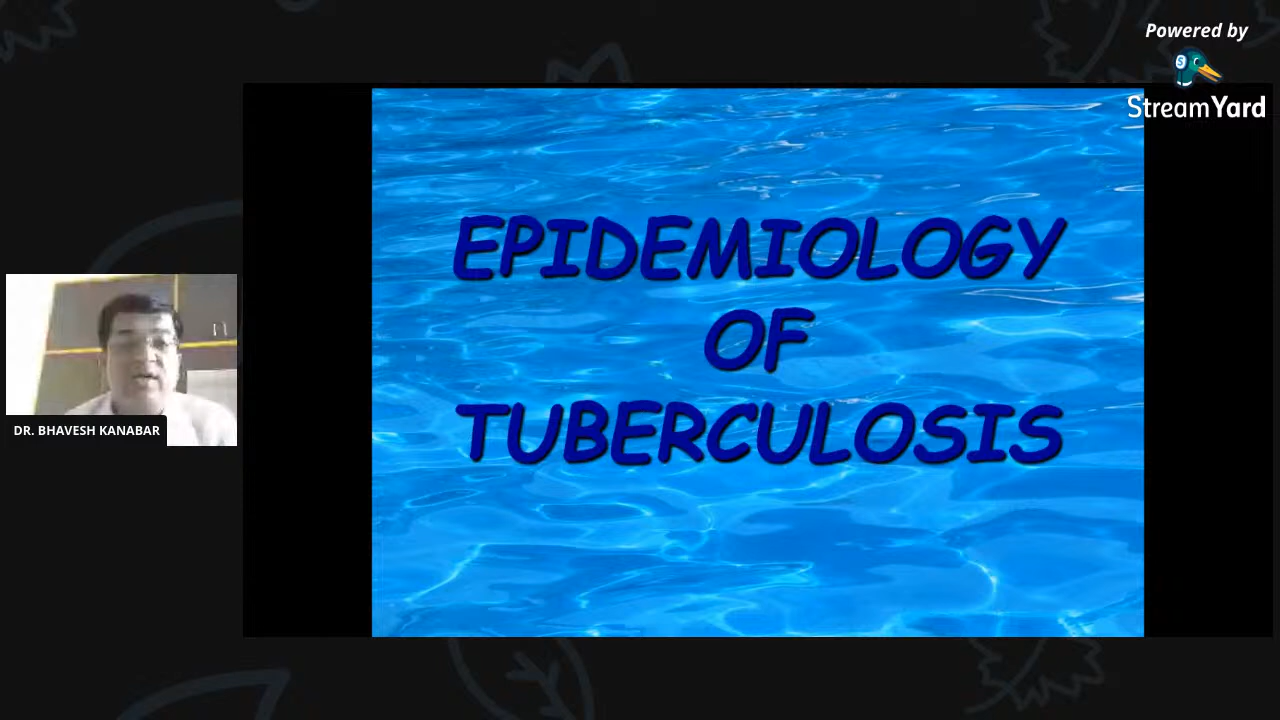 Powered by
StreamYard
EPIDEMIOLOGY
OF
TUBERCULOSIS
DR. BHAVESH KANABAR